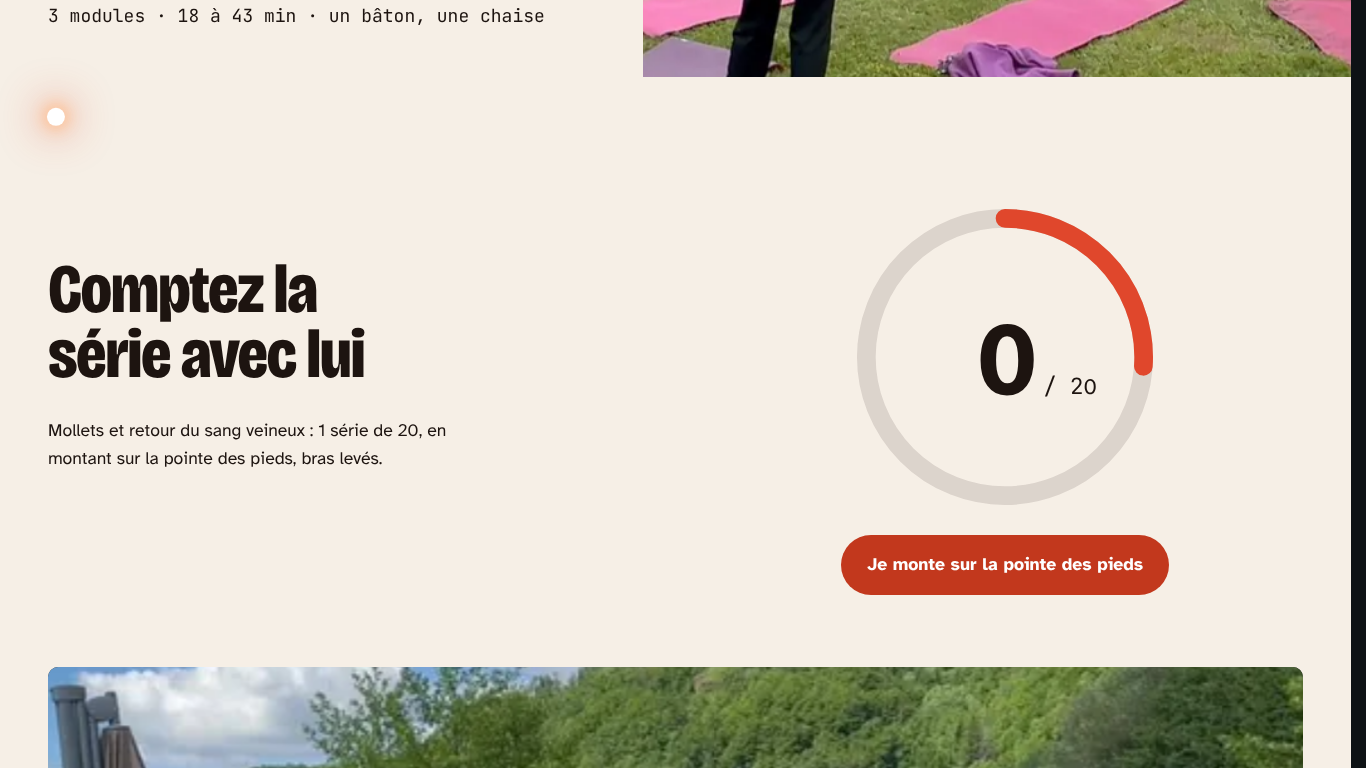 3 modules · 18 à 43 min · un bâton, une chaise
Comptez la
série avec lui
Mollets et retour du sang veineux : 1 série de 20, en
montant sur la pointe des pieds, bras levés.
0 / 20
Je monte sur la pointe des pieds